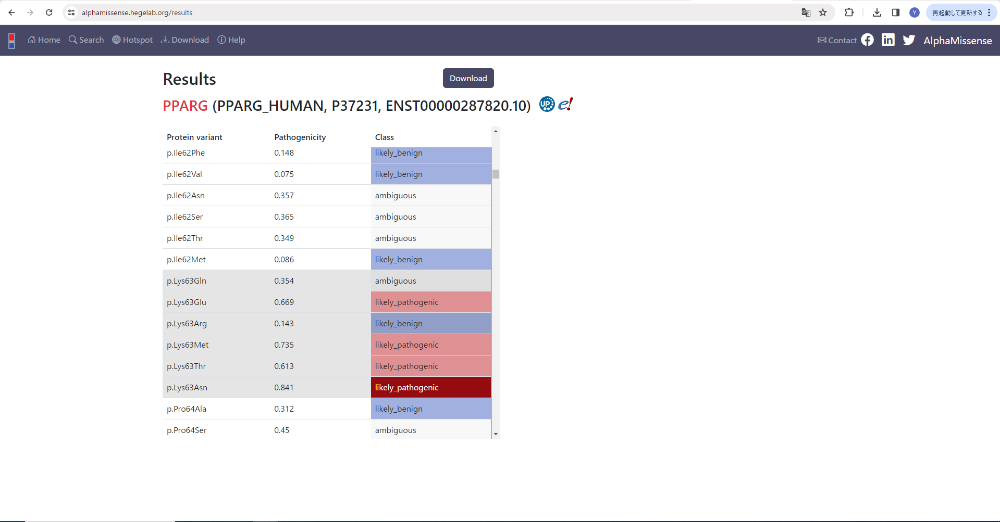 alphamissense.hegelab.org/results
Y
再起動して更新する
Home Search Hotspot Download Help
Contact AlphaMissense
Results
Download
PPARG (PPARG_HUMAN, P37231, ENST00000287820.10)
UP e!
Protein variant Pathogenicity Class
p.Ile62Phe 0.148 likely_benign
p.Ile62Val 0.075 likely_benign
p.Ile62Asn 0.357 ambiguous
p.Ile62Ser 0.365 ambiguous
p.Ile62Thr 0.349 ambiguous
p.Ile62Met 0.086 likely_benign
p.Lys63Gln 0.354 ambiguous
p.Lys63Glu 0.669 likely_pathogenic
p.Lys63Arg 0.143 likely_benign
p.Lys63Met 0.735 likely_pathogenic
p.Lys63Thr 0.613 likely_pathogenic
p.Lys63Asn 0.841 likely_pathogenic
p.Pro64Ala 0.312 likely_benign
p.Pro64Ser 0.45 ambiguous